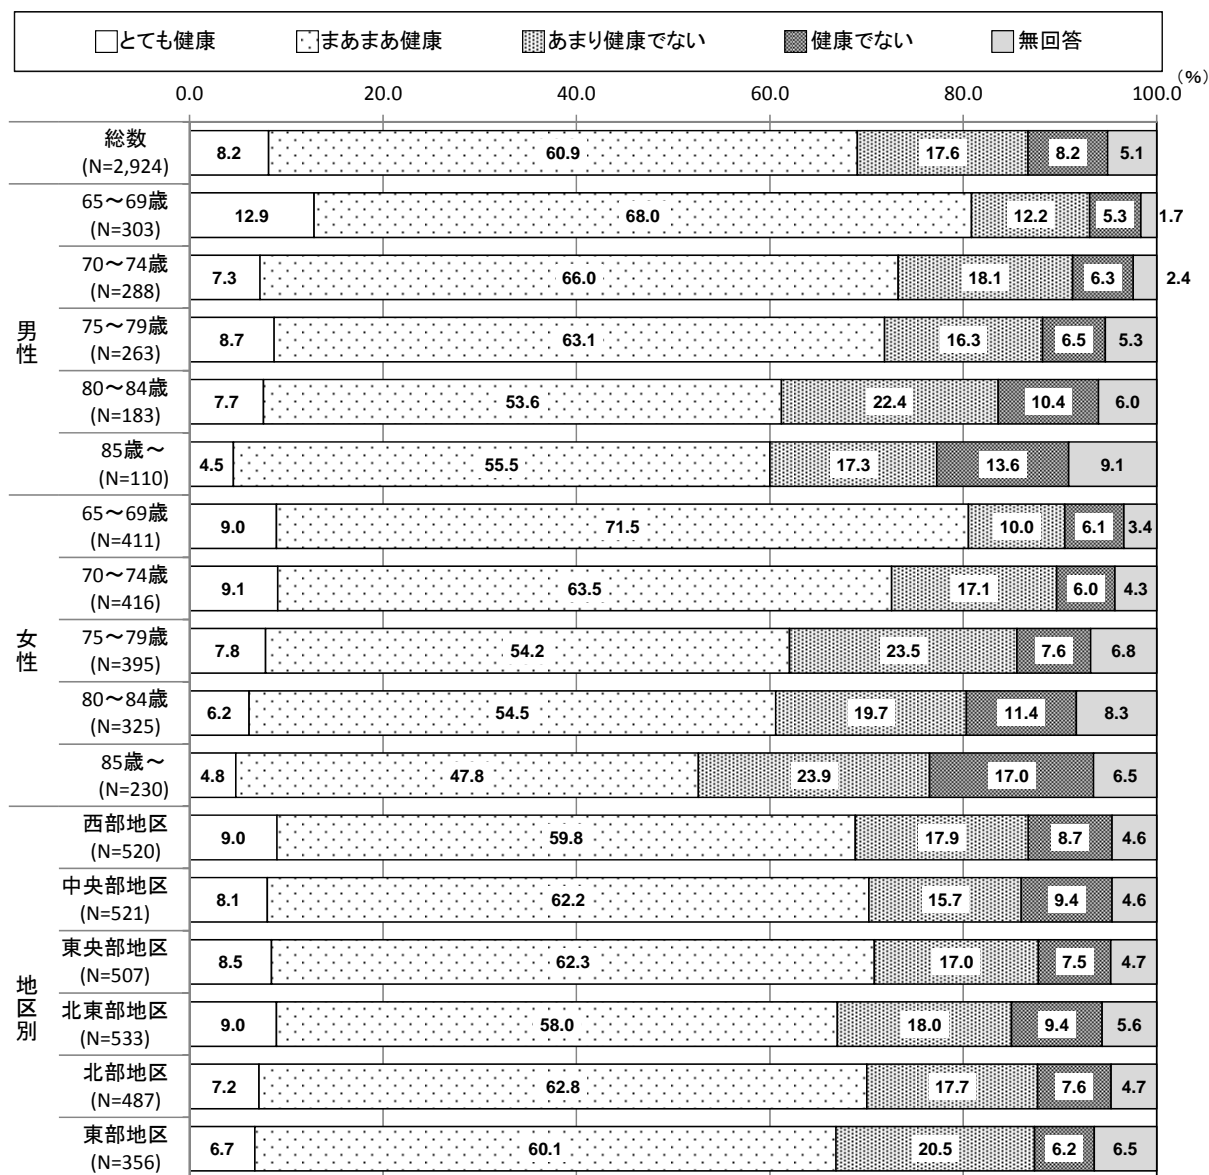 とても健康 まあまあ健康 あまり健康でない 健康でない 無回答
(%)
0.0 20.0 40.0 60.0 80.0 100.0
総数
(N=2,924)
8.2 60.9 17.6 8.2 5.1
男性
65～69歳
(N=303)
12.9 68.0 12.2 5.3 1.7
70～74歳
(N=288)
7.3 66.0 18.1 6.3 2.4
75～79歳
(N=263)
8.7 63.1 16.3 6.5 5.3
80～84歳
(N=183)
7.7 53.6 22.4 10.4 6.0
85歳～
(N=110)
4.5 55.5 17.3 13.6 9.1
女性
65～69歳
(N=411)
9.0 71.5 10.0 6.1 3.4
70～74歳
(N=416)
9.1 63.5 17.1 6.0 4.3
75～79歳
(N=395)
7.8 54.2 23.5 7.6 6.8
80～84歳
(N=325)
6.2 54.5 19.7 11.4 8.3
85歳～
(N=230)
4.8 47.8 23.9 17.0 6.5
地区別
西部地区
(N=520)
9.0 59.8 17.9 8.7 4.6
中央部地区
(N=521)
8.1 62.2 15.7 9.4 4.6
東央部地区
(N=507)
8.5 62.3 17.0 7.5 4.7
北東部地区
(N=533)
9.0 58.0 18.0 9.4 5.6
北部地区
(N=487)
7.2 62.8 17.7 7.6 4.7
東部地区
(N=356)
6.7 60.1 20.5 6.2 6.5